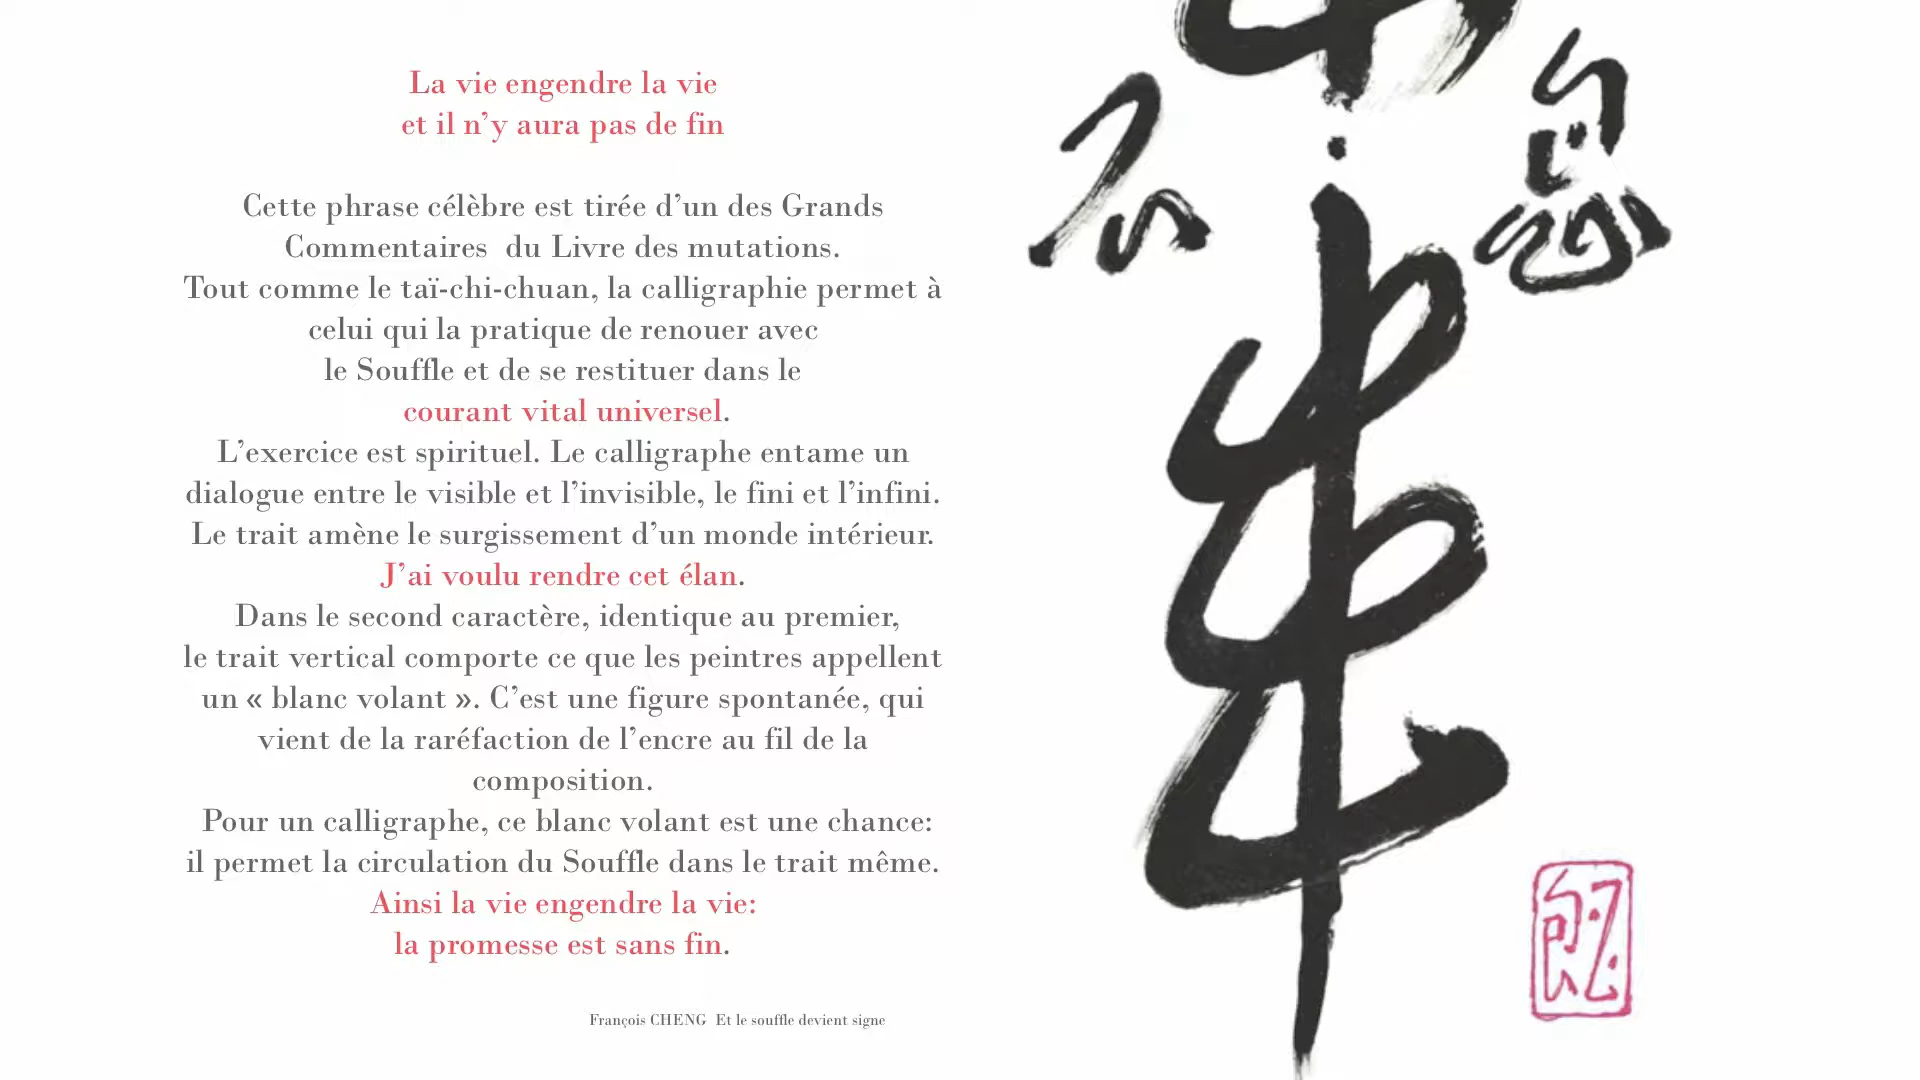 La vie engendre la vie
et il n’y aura pas de fin
Cette phrase célèbre est tirée d’un des Grands
Commentaires  du Livre des mutations.
Tout comme le taï-chi-chuan, la calligraphie permet à
celui qui la pratique de renouer avec
le Souffle et de se restituer dans le
courant vital universel.
L’exercice est spirituel. Le calligraphe entame un
dialogue entre le visible et l’invisible, le fini et l’infini.
Le trait amène le surgissement d’un monde intérieur.
J’ai voulu rendre cet élan.
Dans le second caractère, identique au premier,
le trait vertical comporte ce que les peintres appellent
un « blanc volant ». C’est une figure spontanée, qui
vient de la raréfaction de l’encre au fil de la
composition.
Pour un calligraphe, ce blanc volant est une chance:
il permet la circulation du Souffle dans le trait même.
Ainsi la vie engendre la vie:
la promesse est sans fin.
François CHENG  Et le souffle devient signe